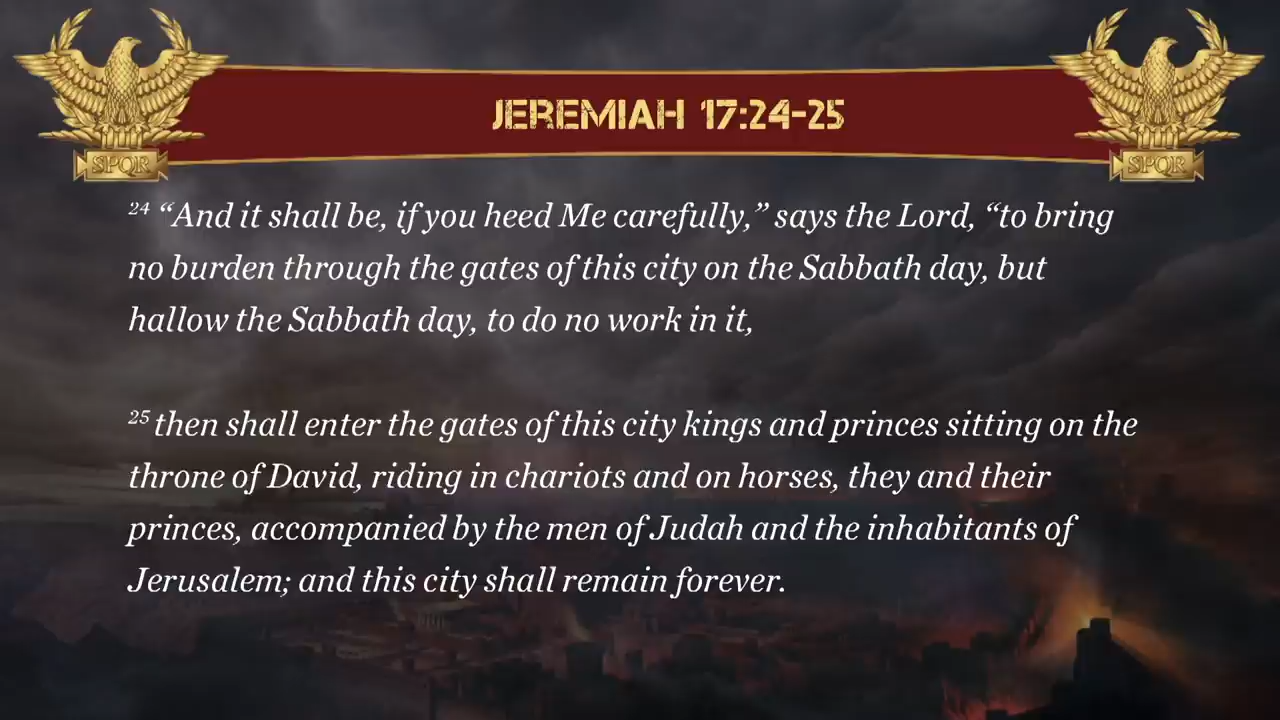 JEREMIAH 17:24-25
SPQR
SPQR
24 “And it shall be, if you heed Me carefully,” says the Lord, “to bring
no burden through the gates of this city on the Sabbath day, but
hallow the Sabbath day, to do no work in it,
25 then shall enter the gates of this city kings and princes sitting on the
throne of David, riding in chariots and on horses, they and their
princes, accompanied by the men of Judah and the inhabitants of
Jerusalem; and this city shall remain forever.